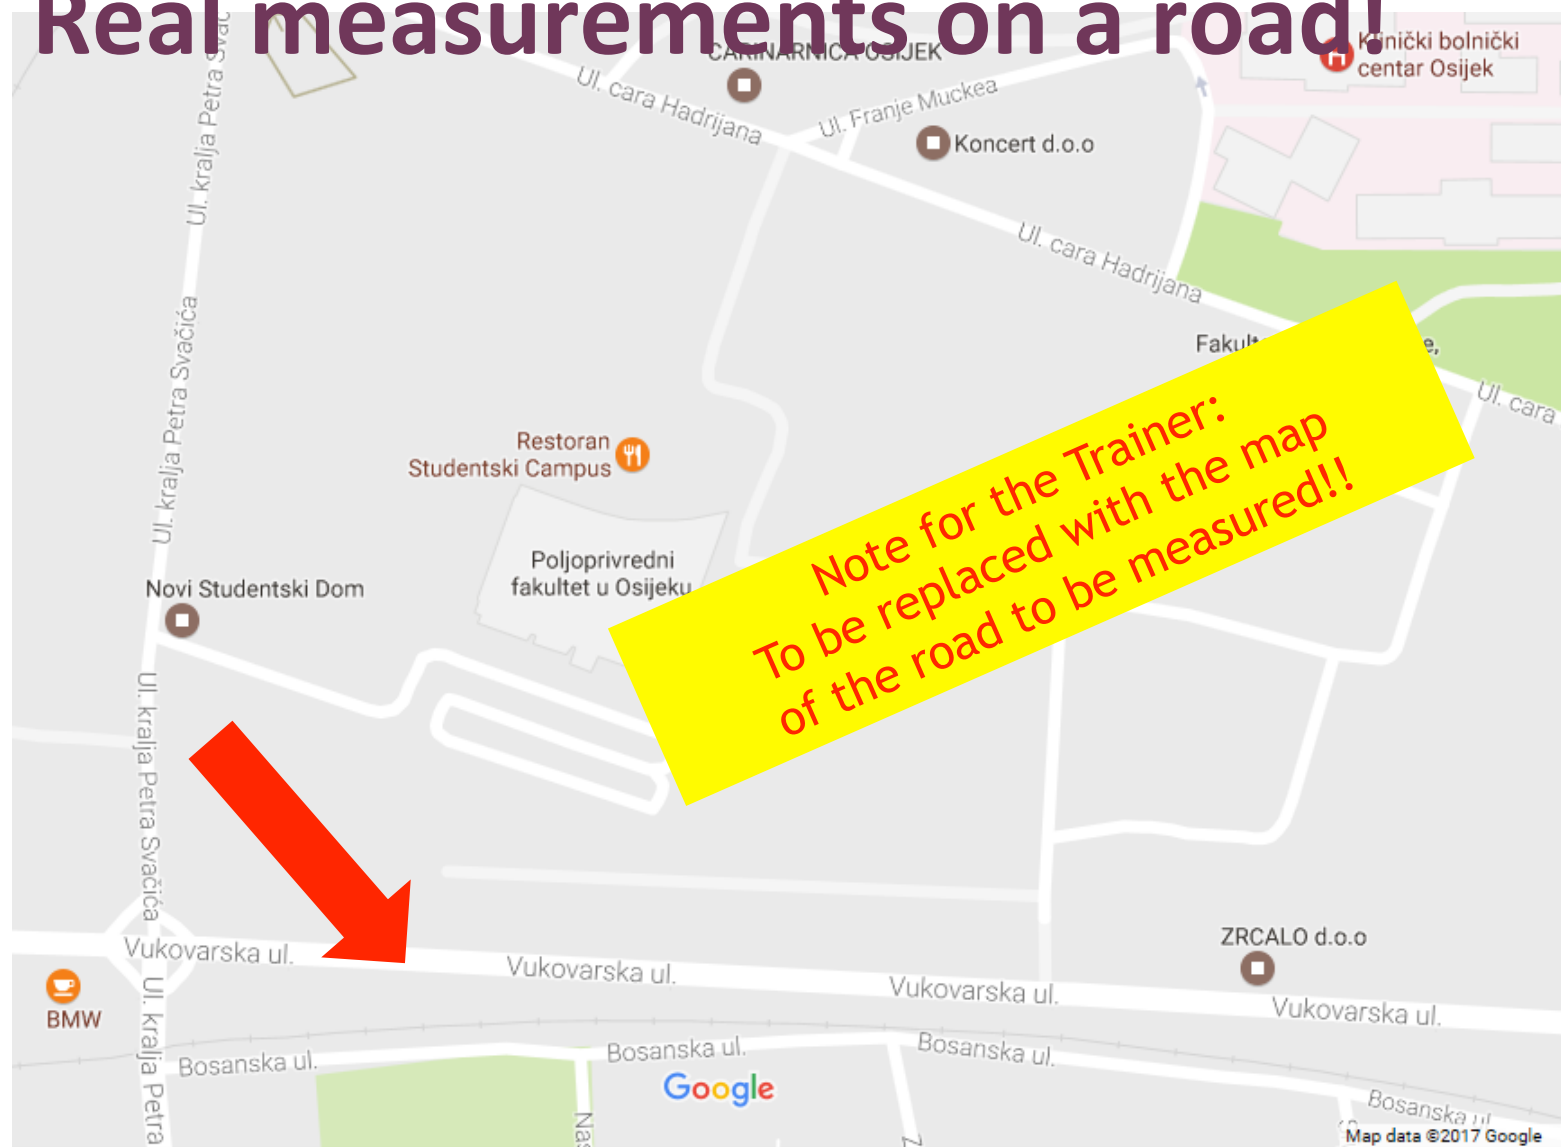 Real measurements on a road!
CARINARNICA OSIJEK
Klinički bolnički
centar Osijek
Ul. kralja Petra Svač
Ul. cara Hadrijana
Ul. Franje Muckea
Koncert d.o.o
Ul. kralja Petra Svačića
Ul. cara Hadrijana
Ul. cara
Restoran
Studentski Campus
Note for the Trainer:
To be replaced with the map
of the road to be measured!!
Poljoprivredni
fakultet u Osijeku
Novi Studentski Dom
Ul. kralja Petra Svačića
Vukovarska ul.
Vukovarska ul.
Vukovarska ul.
Vukovarska ul.
ZRCALO d.o.o
BMW
Ul. kralja Petra
Bosanska ul.
Bosanska ul.
Bosanska ul.
Bosanska ul.
Google
Nas
Map data ©2017 Google